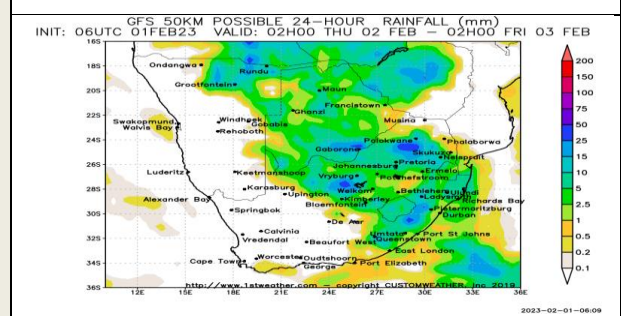 GFS 50KM POSSIBLE 24-HOUR RAINFALL (mm)
INIT: 06UTC 01FEB23 VALID: 02H00 THU 02 FEB - 02H00 FRI 03 FEB
16S
200
Ondangwa
Rundu
150
18S
Grootfontein
Maun
100
20S
Francistown
75
Ghanzi
22S
Swakopmund
Windhoek
Gobabis
Musina
50
Walvis Bay
Rehoboth
24S
Polokwane
Phalaborwa
25
Gaborone
Skukuza
Nelspruit
15
26S
Johannesburg
Pretoria
Luderitz
Keetmanshoop
Vryburg
Potchefstroom
Ermelo
10
28S
Karasburg
Upington
Welkom
Bethlehem
Ulundi
5
Alexander Bay
Kimberley
Ladysmith
Richards Bay
Bloemfontein
2.5
30S
Springbok
Pietermaritzburg
Durban
De Aar
1
32S
Calvinia
Umtata
Port St Johns
0.5
Vredendal
Beaufort West
Queenstown
East London
0.2
34S
Cape Town
Worcester
Oudtshoorn
George
Port Elizabeth
0.1
http://www.1stweather.com - copyright CUSTOMWEATHER, Inc 2019
36S
12E 15E 18E 21E 24E 27E 30E 33E 36E
2023-02-01-06:09